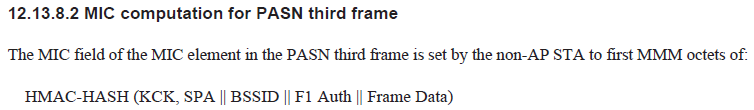 12.13.8.2 MIC computation for PASN third frame
The MIC field of the MIC element in the PASN third frame is set by the non-AP STA to first MMM octets of:
HMAC-HASH (KCK, SPA || BSSID || F1 Auth || Frame Data)